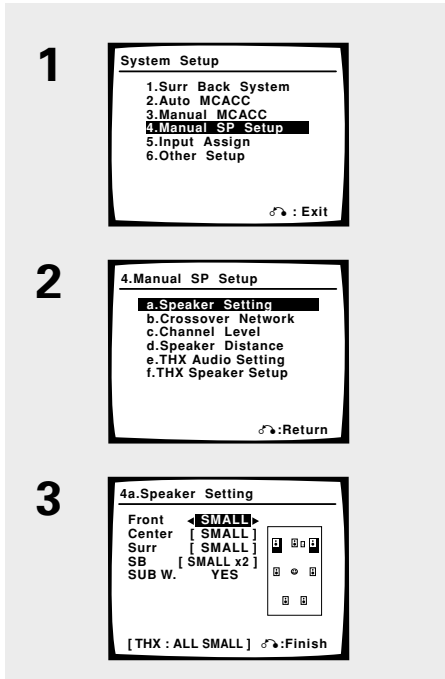 1
System Setup
1.Surr Back System
2.Auto MCACC
3.Manual MCACC
4.Manual SP Setup
5.Input Assign
6.Other Setup
: Exit
2
4.Manual SP Setup
a.Speaker Setting
b.Crossover Network
c.Channel Level
d.Speaker Distance
e.THX Audio Setting
f.THX Speaker Setup
:Return
3
4a.Speaker Setting
Front SMALL
Center [ SMALL ]
Surr [ SMALL ]
SB [ SMALL x2 ]
SUB W. YES
[ THX : ALL SMALL ] :Finish